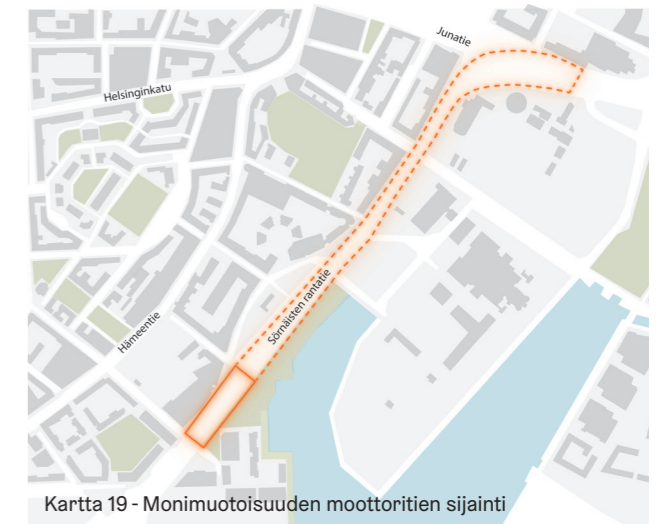 Junatie
Helsinginkatu
Sörnäisten rantatie
Hämeentie
Kartta 19 - Monimuotoisuuden moottoritien sijainti